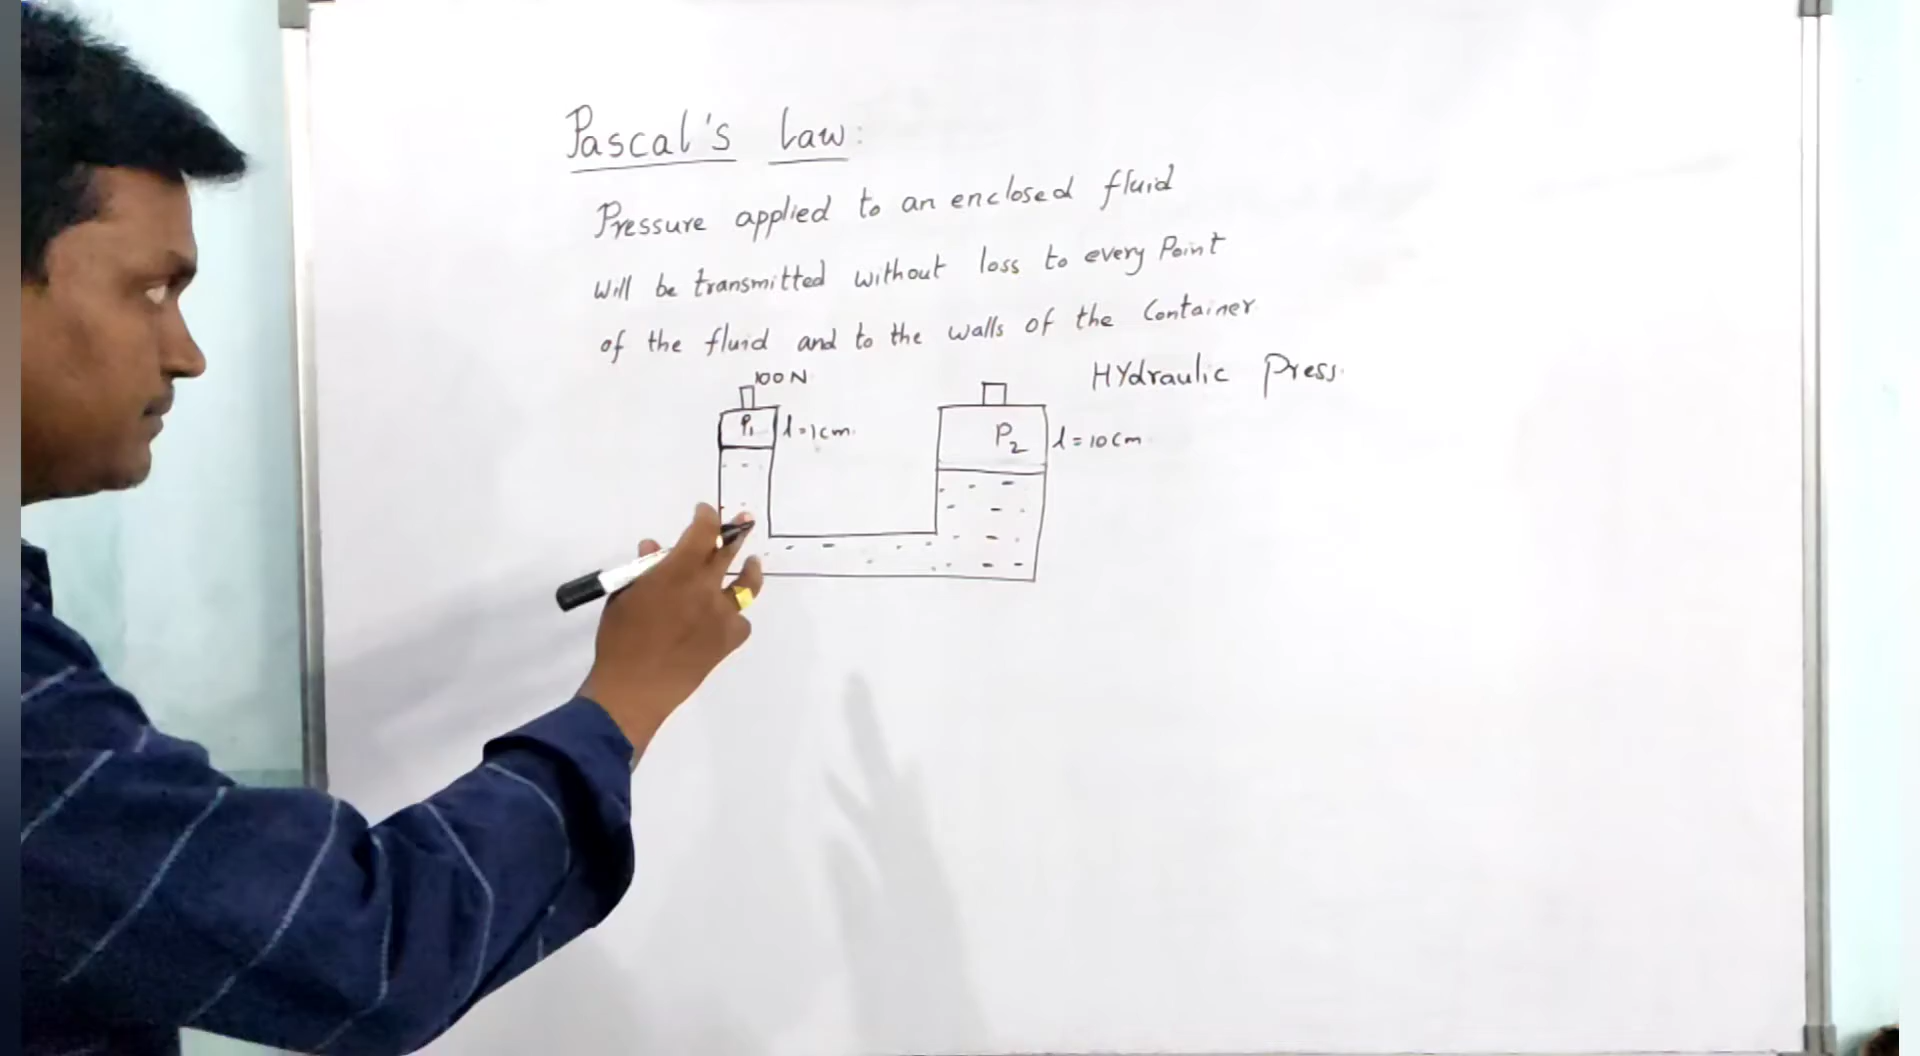 Pascal's Law:
Pressure applied to an enclosed fluid
Will be transmitted without loss to every Point
of the fluid and to the walls of the Container
Hydraulic Press.
100 N
P1 l=1cm
P2 l=10cm